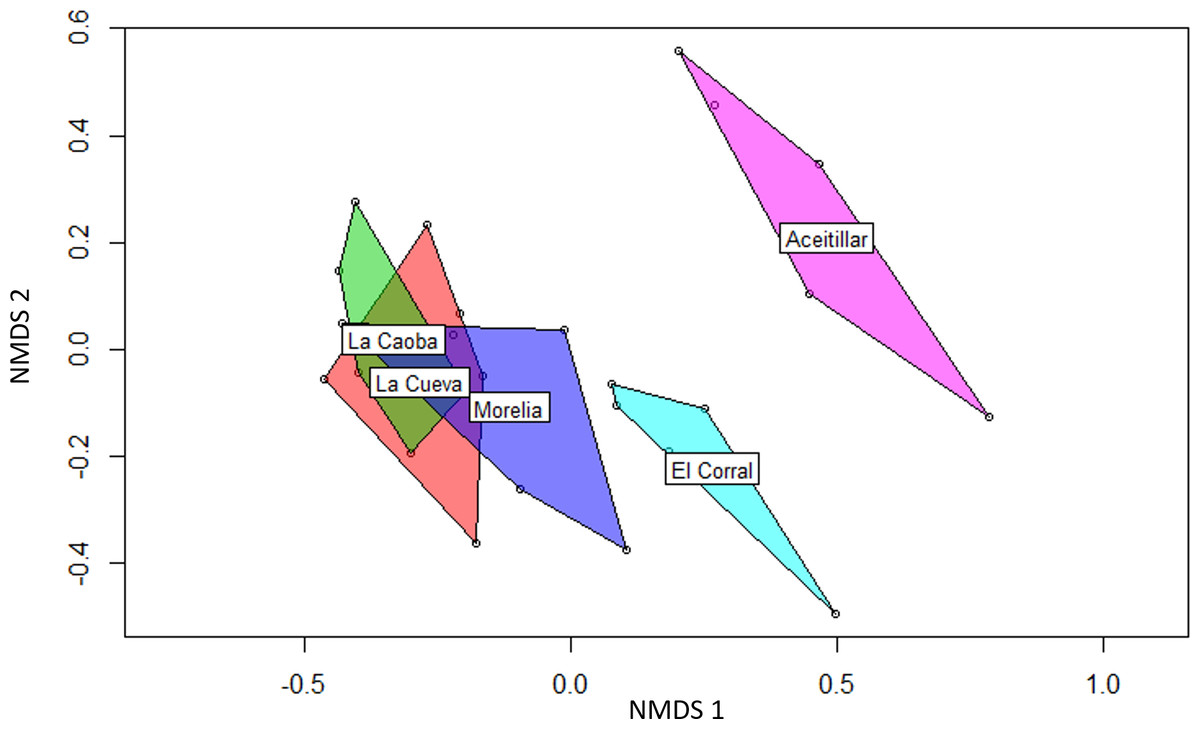 0.6
0.4
0.2
0.0
-0.2
-0.4
NMDS 2
Aceitillar
La Caoba
La Cueva
Morelia
El Corral
-0.5
0.0
0.5
1.0
NMDS 1